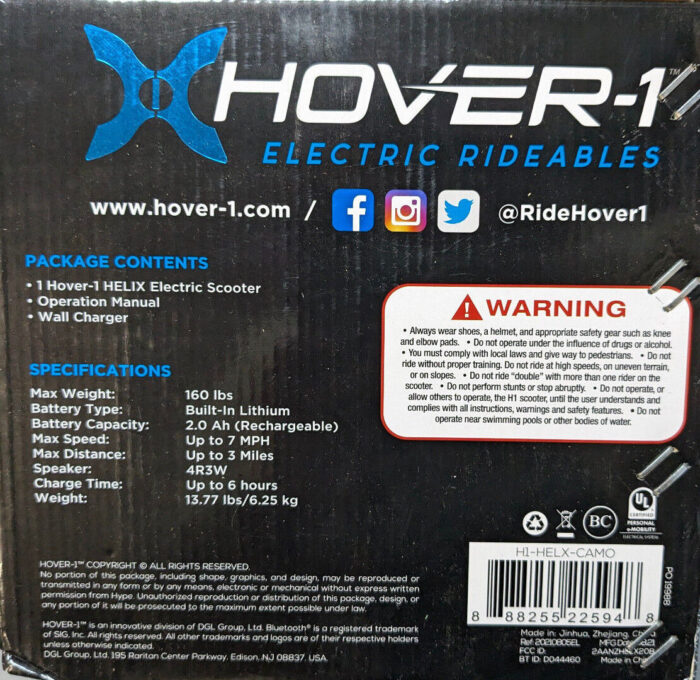 HOVER-1™
ELECTRIC RIDEABLES
www.hover-1.com / @RideHover1
PACKAGE CONTENTS
• 1 Hover-1 HELIX Electric Scooter
• Operation Manual
• Wall Charger
WARNING
• Always wear shoes, a helmet, and appropriate safety gear such as knee
and elbow pads. • Do not operate under the influence of drugs or alcohol.
• You must comply with local laws and give way to pedestrians. • Do not
ride without proper training. Do not ride at high speeds, on uneven terrain,
or on slopes. • Do not ride "double" with more than one rider on the
scooter. • Do not perform stunts or stop abruptly. • Do not operate, or
allow others to operate, the H1 scooter, until the user understands and
complies with all instructions, warnings and safety features. • Do not
operate near swimming pools or other bodies of water.
SPECIFICATIONS
Max Weight: 160 lbs
Battery Type: Built-In Lithium
Battery Capacity: 2.0 Ah (Rechargeable)
Max Speed: Up to 7 MPH
Max Distance: Up to 3 Miles
Speaker: 4R3W
Charge Time: Up to 6 hours
Weight: 13.77 lbs/6.25 kg
BC
UL
CERTIFIED
PERSONAL
e-MOBILITY
ELECTRICAL SYSTEM
HOVER-1™ COPYRIGHT © ALL RIGHTS RESERVED.
No portion of this package, including shape, graphics, and design, may be reproduced or
transmitted in any form or by any means, electronic or mechanical without express written
permission from Hype. Unauthorized reproduction or distribution of this package, design, or
any portion of it will be prosecuted to the maximum extent possible under law.
HOVER-1™ is an innovative division of DGL Group, Ltd. Bluetooth® is a registered trademark
of SIG, Inc. All rights reserved. All other trademarks and logos are of their respective holders
unless otherwise indicated.
DGL Group, Ltd. 195 Raritan Center Parkway, Edison, NJ 08837. USA.
H1-HELX-CAMO
8 88255 22594 8
PO 19988
Made in: Jinhua, Zhejiang,
Ref: 20210805EL MFG
FCC ID:
BT ID: D044460 Made in